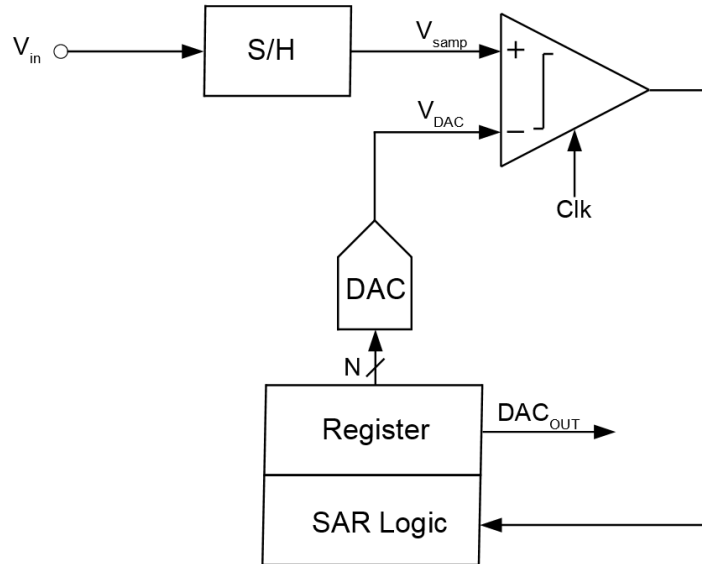 V_in
S/H
V_samp
+
V_DAC
−
Clk
DAC
N
Register
DAC_OUT
SAR Logic